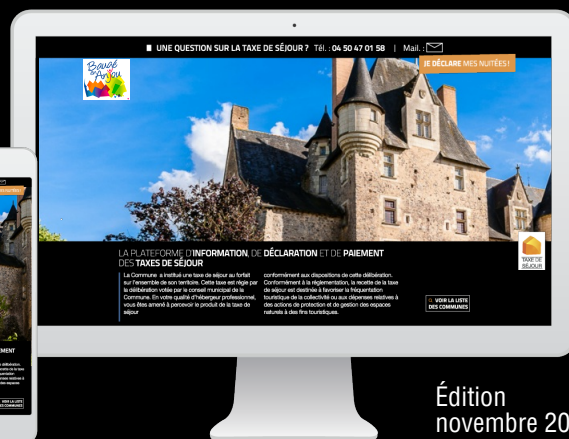 UNE QUESTION SUR LA TAXE DE SÉJOUR ? Tél. : 04 50 47 01 58 | Mail. :
JE DÉCLARE MES NUITÉES !
Baugé
en
Anjou
LA PLATEFORME D'INFORMATION, DE DÉCLARATION ET DE PAIEMENT
DES TAXES DE SÉJOUR
La Commune a institué une taxe de séjour au forfait
sur l'ensemble de son territoire. Cette taxe est régie par
la délibération votée par le conseil municipal de la
Commune. En votre qualité d'hébergeur professionnel,
vous êtes amené à percevoir le produit de la taxe de
séjour
conformément aux dispositions de cette délibération.
Conformément à la réglementation, la recette de la taxe
de séjour est destinée à favoriser la fréquentation
touristique de la collectivité ou aux dépenses relatives à
des actions de protection et de gestion des espaces
naturels à des fins touristiques.
TAXE DE
SÉJOUR
VOIR LA LISTE
DES COMMUNES
Édition
novembre 20